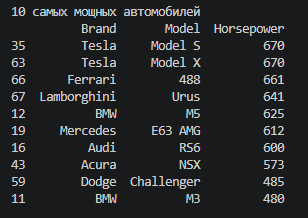 10 самых мощных автомобилей
Brand Model Horsepower
35 Tesla Model S 670
63 Tesla Model X 670
66 Ferrari 488 661
67 Lamborghini Urus 641
12 BMW M5 625
19 Mercedes E63 AMG 612
16 Audi RS6 600
43 Acura NSX 573
59 Dodge Challenger 485
11 BMW M3 480